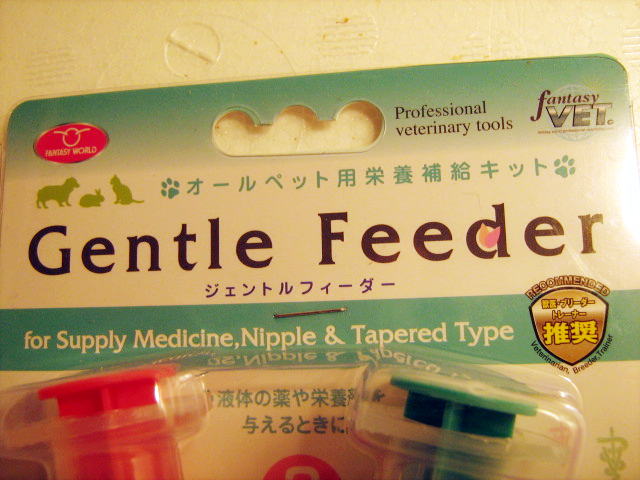 Professional
veterinary tools
fantasy
VET
FANTASY WORLD
オールペット用栄養補給キット
Gentle Feeder
ジェントルフィーダー
for Supply Medicine, Nipple & Tapered Type
RECOMMENDED
獣医・ブリーダー
トレーナー
推奨
Veterinarian, Breeder, Trainer
液体の薬や栄養
を
与えるときに